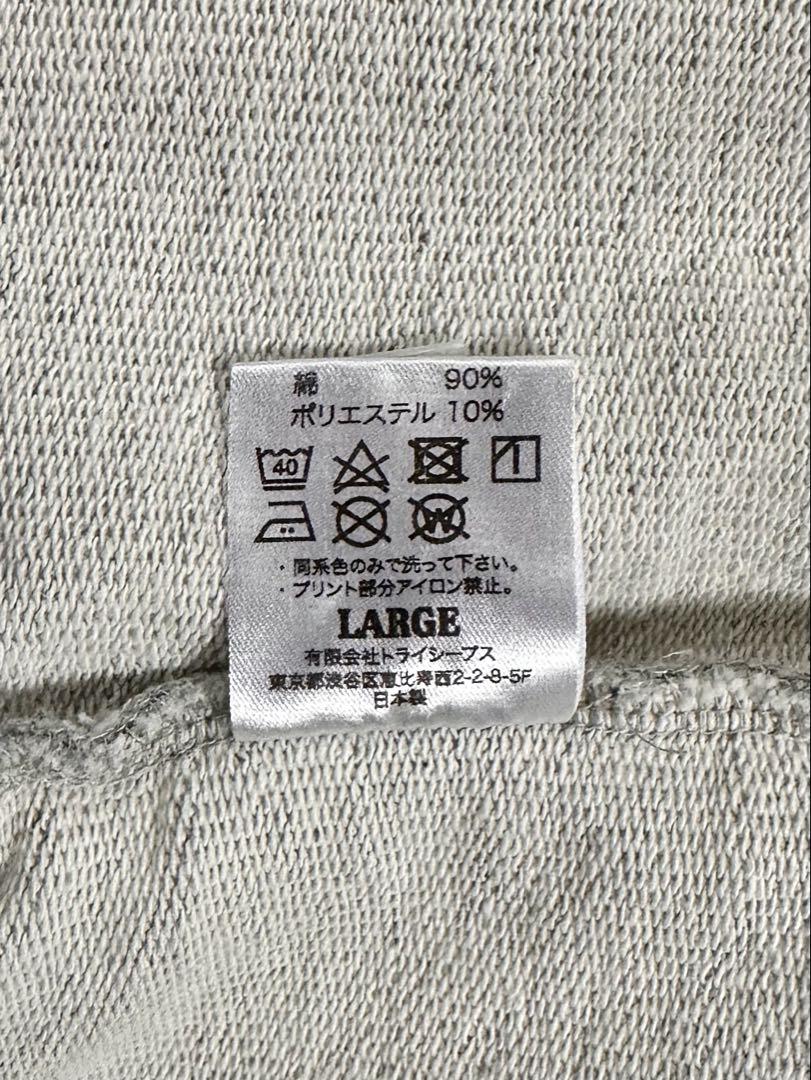 綿 90%
ポリエステル 10%
40
W
・同系色のみで洗って下さい。
・プリント部分アイロン禁止。
LARGE
有限会社トライシープス
東京都渋谷区恵比寿西2-2-8-5F
日本製